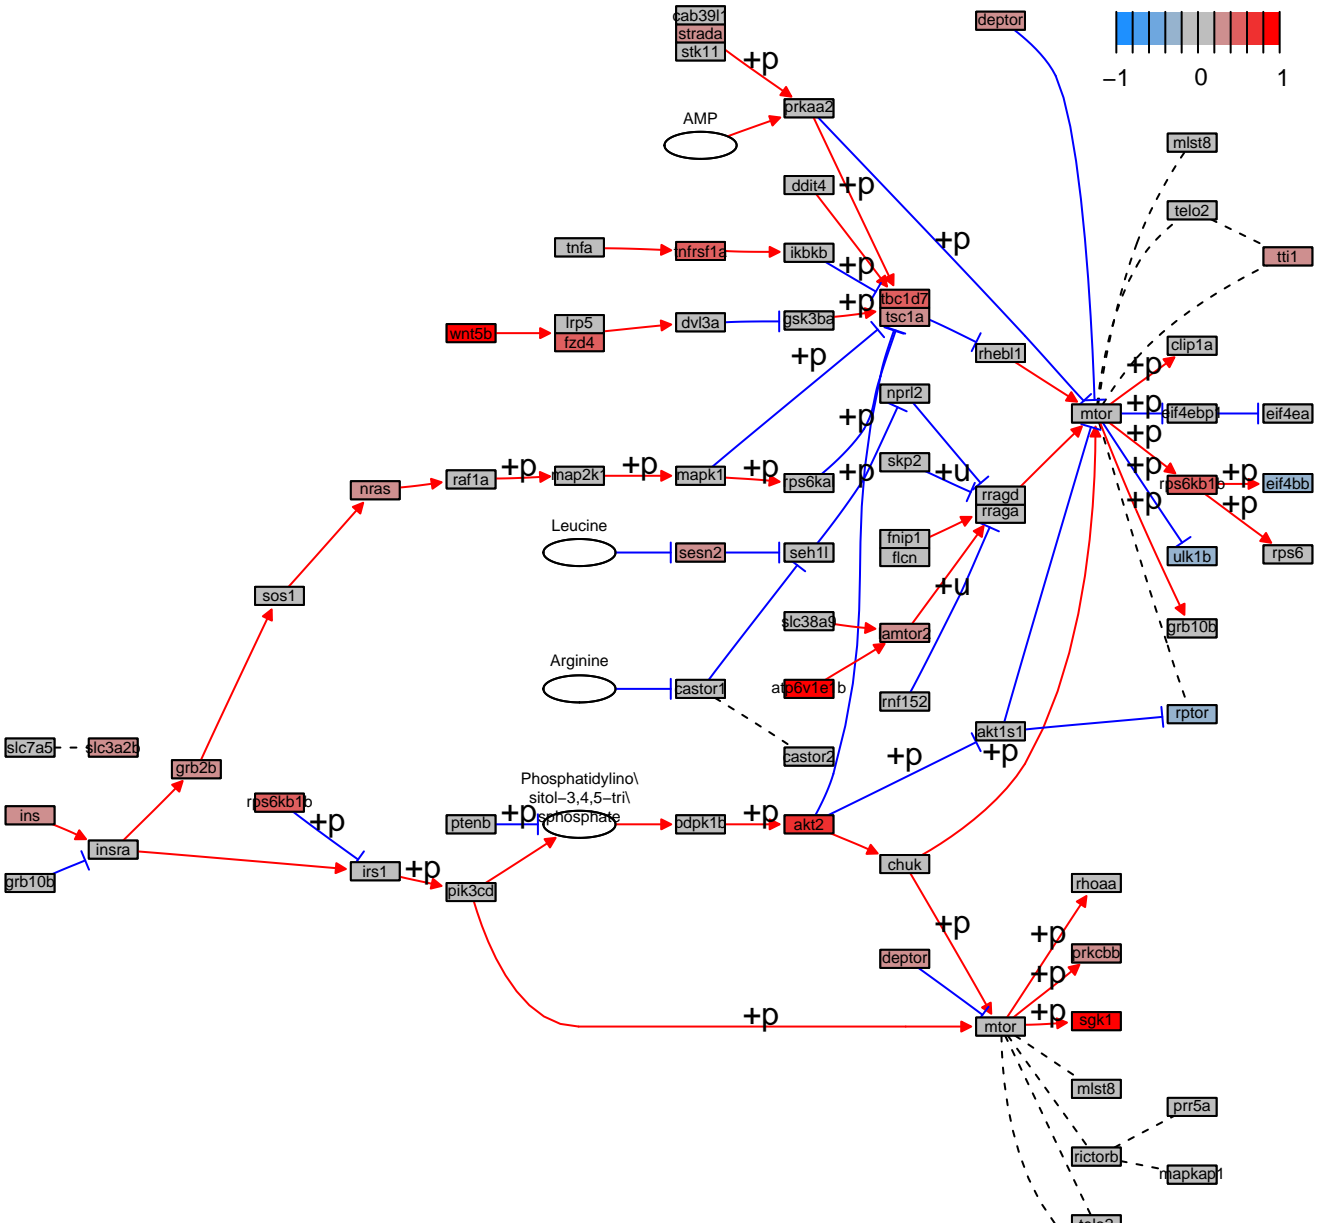 cab39l1
strada
stk11
+p
deptor
−1
0
1
prkaa2
AMP
mlst8
ddit4
+p
telo2
tnfa
tnfrsf1a
ikbkb
+p
+p
tti1
tbc1d7
tsc1a
+p
gsk3ba
wnt5b
lrp5
fzd4
dvl3a
+p
rhebl1
clip1a
+p
nprl2
+p
mtor
+p
eif4ebp1
eif4ea
+p
skp2
+u
raf1a
+p
map2k1
+p
mapk1
+p
rps6ka
+p
nras
rragd
rraga
+p
rps6kb1b
+p
eif4bb
+p
+p
Leucine
sesn2
seh1l
fnip1
flcn
ulk1b
rps6
+u
sos1
slc38a9
amtor2
grb10b
Arginine
castor1
atp6v1e1b
rnf152
rptor
akt1s1
slc7a5
slc3a2b
castor2
+p
+p
grb2b
Phosphatidylino\
sitol−3,4,5−tri\
sphosphate
ins
rps6kb1b
+p
ptenb
+p
pdpk1b
+p
akt2
insra
irs1
+p
pik3cd
chuk
grb10b
rhoaa
+p
+p
deptor
prkcbb
+p
+p
mtor
+p
sgk1
mlst8
prr5a
rictorb
mapkap1